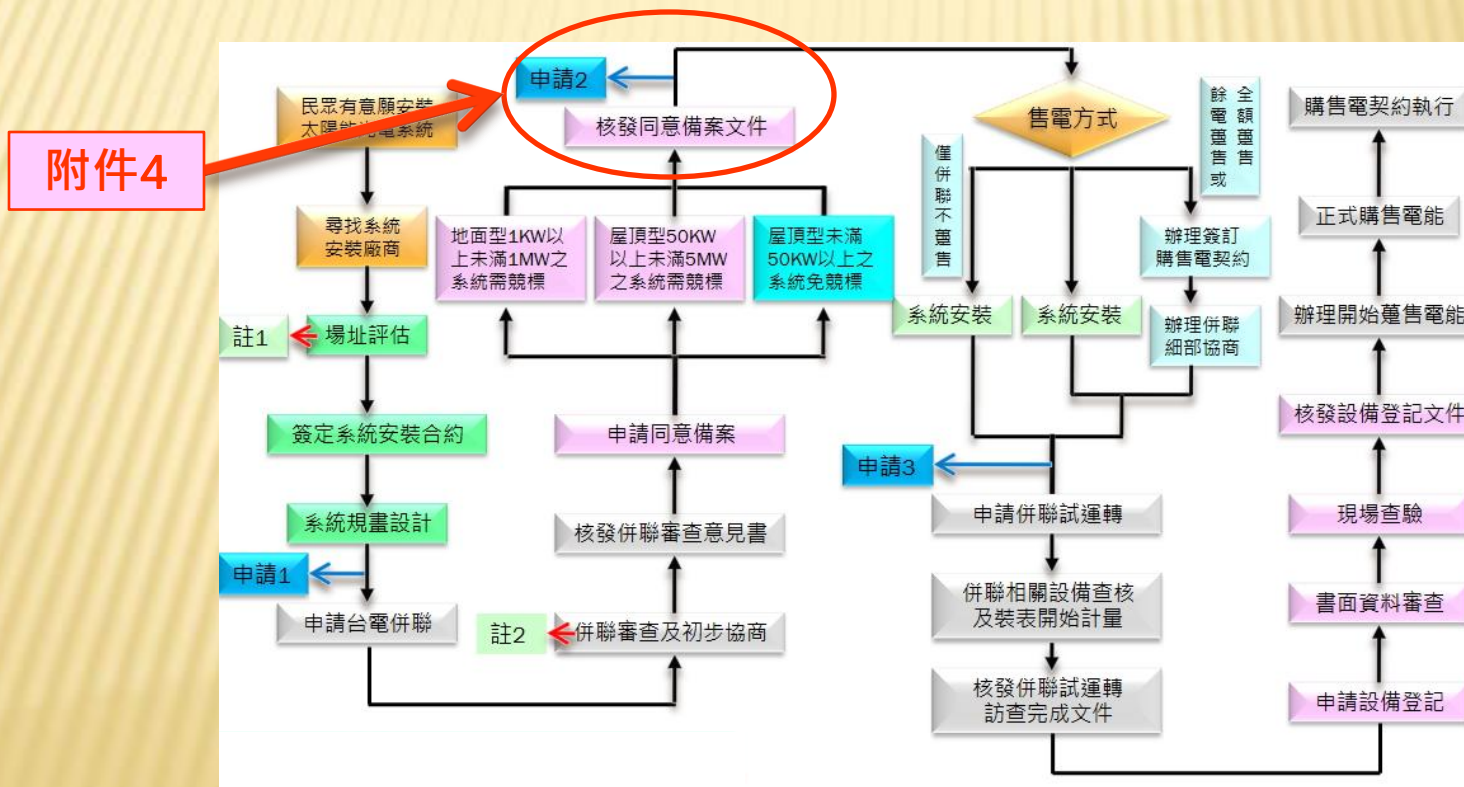 附件4
民眾有意願安裝
太陽能光電系統
尋找系統
安裝廠商
註1
場址評估
簽定系統安裝合約
系統規畫設計
申請1
申請台電併聯
申請2
核發同意備案文件
地面型1KW以
上未滿1MW之
系統需競標
屋頂型50KW
以上未滿5MW
之系統需競標
屋頂型未滿
50KW以上之
系統免競標
申請同意備案
核發併聯審查意見書
註2
併聯審查及初步協商
售電方式
僅併聯不躉售
全額躉售
餘電躉售或
辦理簽訂
購售電契約
系統安裝
系統安裝
辦理併聯
細部協商
申請3
申請併聯試運轉
併聯相關設備查核
及裝表開始計量
核發併聯試運轉
訪查完成文件
購售電契約執行
正式購售電能
辦理開始躉售電能
核發設備登記文件
現場查驗
書面資料審查
申請設備登記